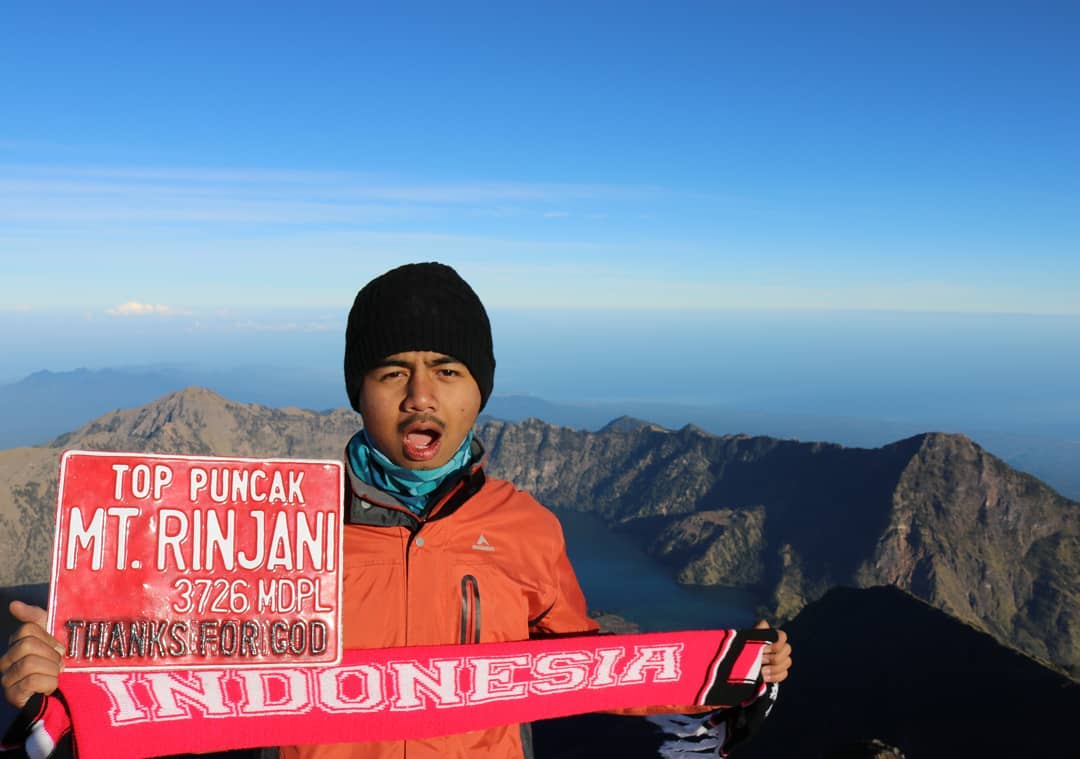 TOP PUNCAK
MT. RINJANI
3726 MDPL
THANKS FOR GOD
INDONESIA